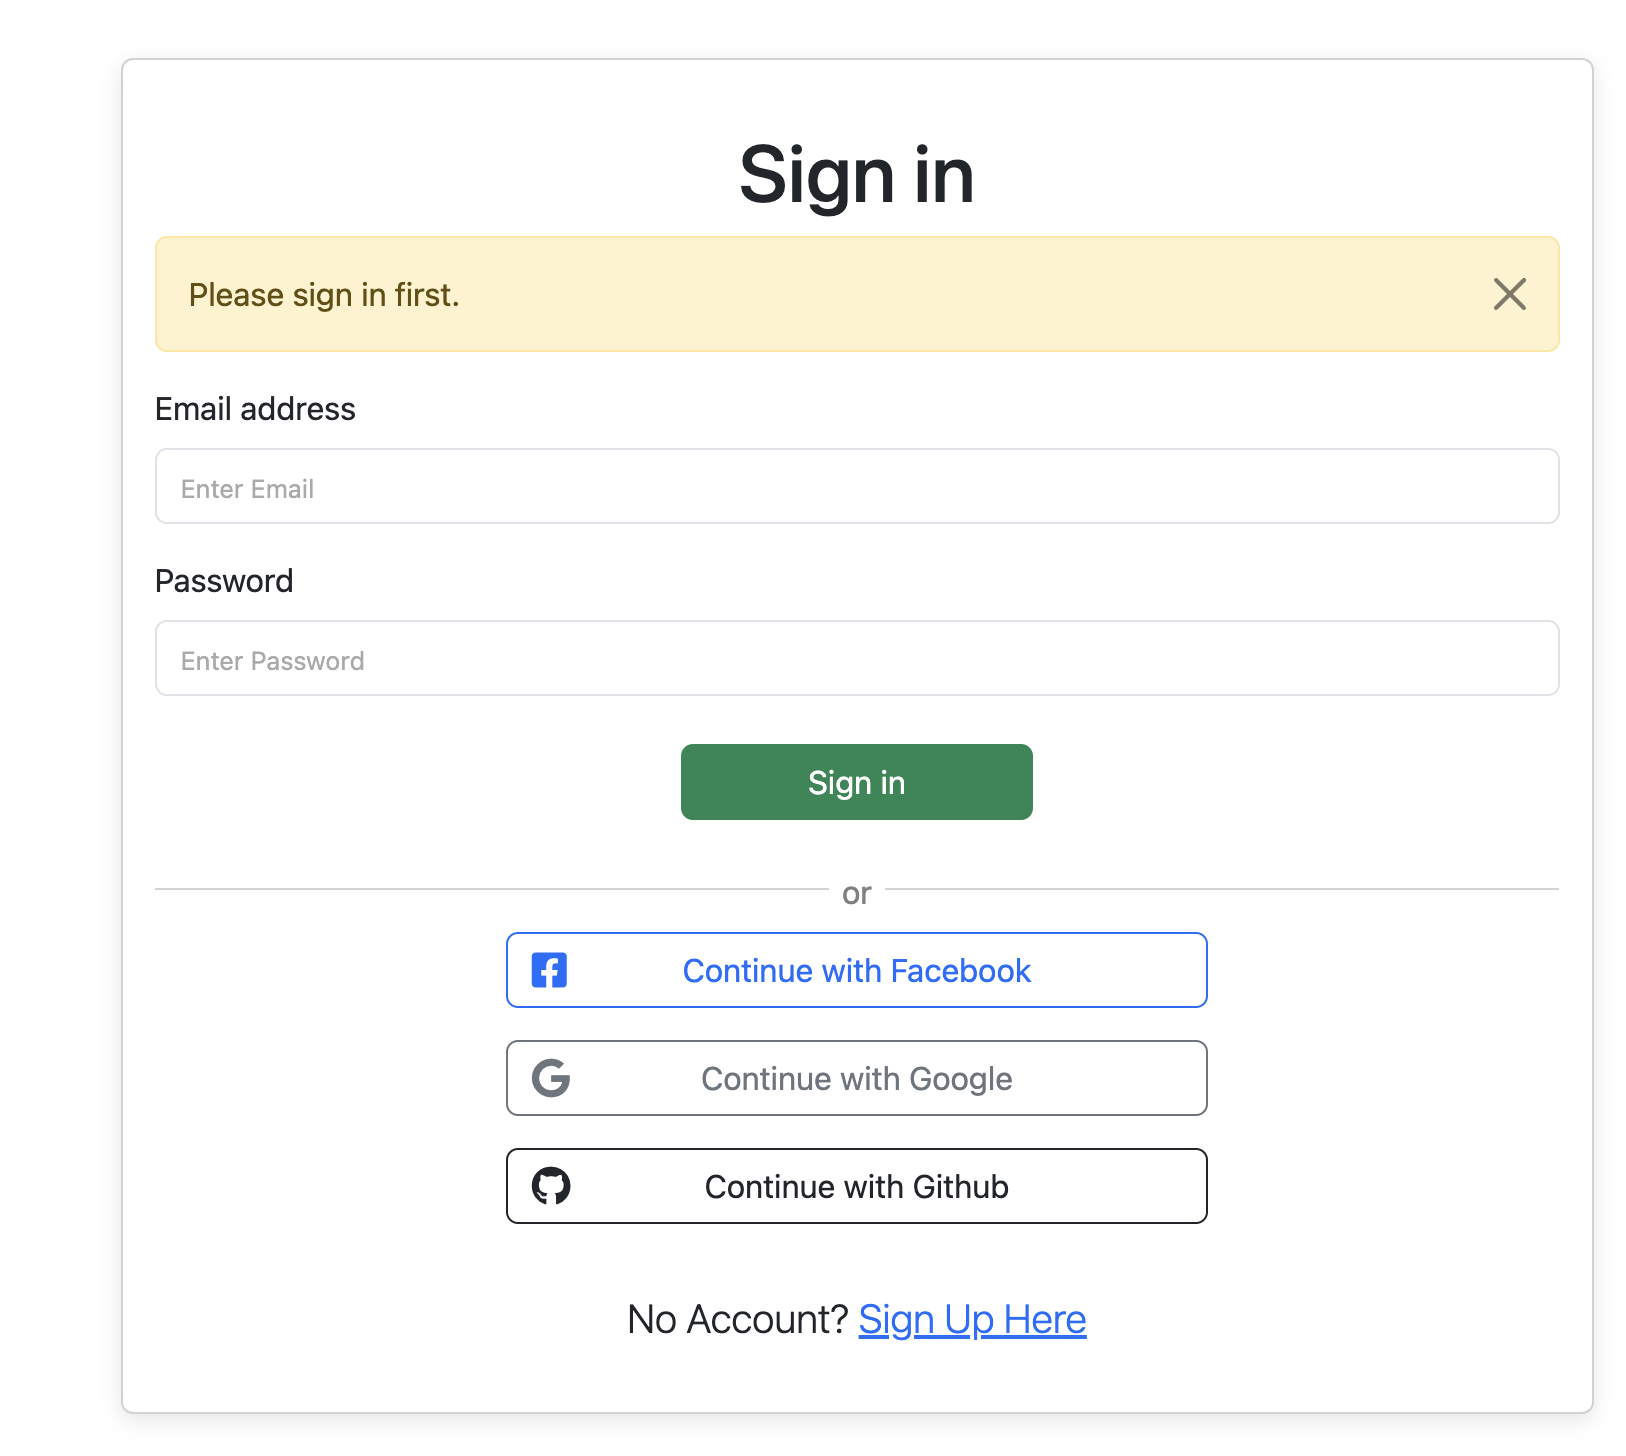 Sign in
Please sign in first.
Email address
Enter Email
Password
Enter Password
Sign in
or
Continue with Facebook
Continue with Google
Continue with Github
No Account? Sign Up Here